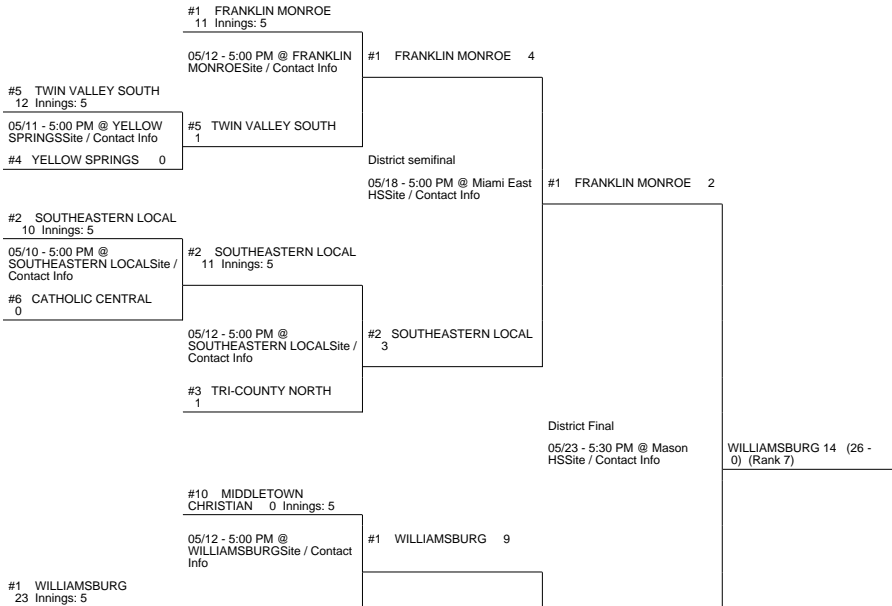 #1 FRANKLIN MONROE
11 Innings: 5
05/12 - 5:00 PM @ FRANKLIN
MONROESite / Contact Info
#1 FRANKLIN MONROE 4
#5 TWIN VALLEY SOUTH
12 Innings: 5
05/11 - 5:00 PM @ YELLOW
SPRINGSSite / Contact Info
#5 TWIN VALLEY SOUTH
1
#4 YELLOW SPRINGS 0
District semifinal
05/18 - 5:00 PM @ Miami East
HSSite / Contact Info
#1 FRANKLIN MONROE 2
#2 SOUTHEASTERN LOCAL
10 Innings: 5
05/10 - 5:00 PM @
SOUTHEASTERN LOCALSite /
Contact Info
#2 SOUTHEASTERN LOCAL
11 Innings: 5
#6 CATHOLIC CENTRAL
0
05/12 - 5:00 PM @
SOUTHEASTERN LOCALSite /
Contact Info
#2 SOUTHEASTERN LOCAL
3
#3 TRI-COUNTY NORTH
1
District Final
05/23 - 5:30 PM @ Mason
HSSite / Contact Info
WILLIAMSBURG 14 (26 -
0) (Rank 7)
#10 MIDDLETOWN
CHRISTIAN 0 Innings: 5
05/12 - 5:00 PM @
WILLIAMSBURGSite / Contact
Info
#1 WILLIAMSBURG 9
#1 WILLIAMSBURG
23 Innings: 5